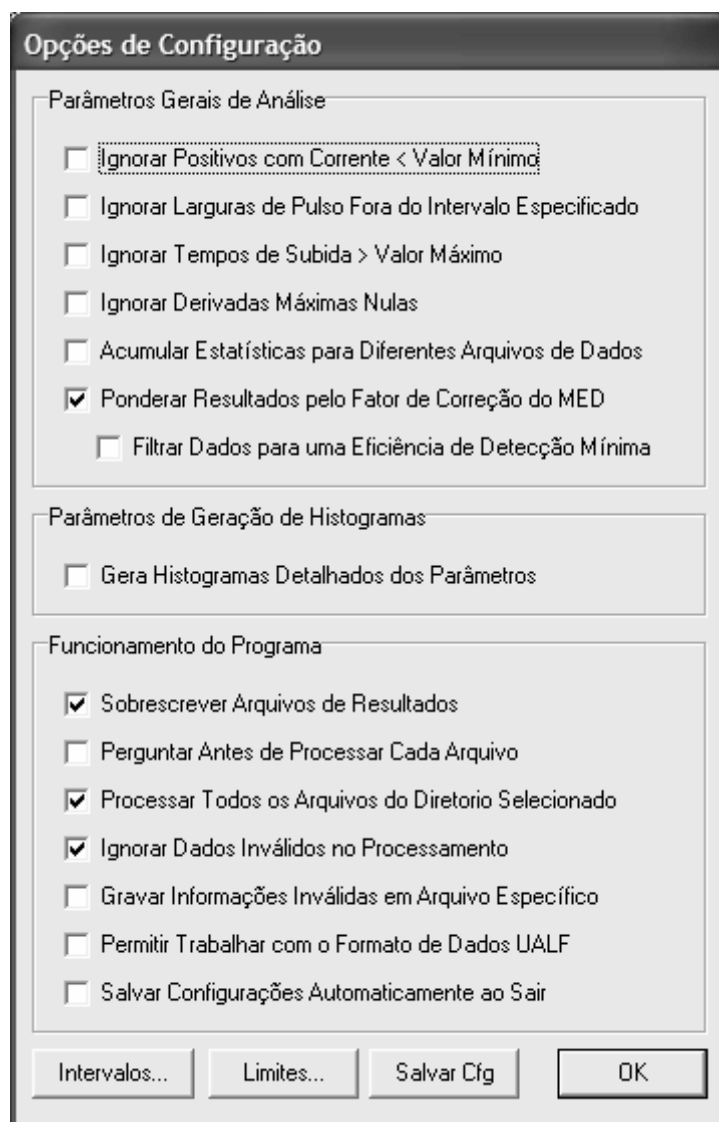 Opções de Configuração
Parâmetros Gerais de Análise
Ignorar Positivos com Corrente < Valor Mínimo
Ignorar Larguras de Pulso Fora do Intervalo Especificado
Ignorar Tempos de Subida > Valor Máximo
Ignorar Derivadas Máximas Nulas
Acumular Estatísticas para Diferentes Arquivos de Dados
Ponderar Resultados pelo Fator de Correção do MED
Filtrar Dados para uma Eficiência de Detecção Mínima
Parâmetros de Geração de Histogramas
Gera Histogramas Detalhados dos Parâmetros
Funcionamento do Programa
Sobrescrever Arquivos de Resultados
Perguntar Antes de Processar Cada Arquivo
Processar Todos os Arquivos do Diretorio Selecionado
Ignorar Dados Inválidos no Processamento
Gravar Informações Inválidas em Arquivo Específico
Permitir Trabalhar com o Formato de Dados UALF
Salvar Configurações Automaticamente ao Sair
Intervalos... Limites... Salvar Cfg OK